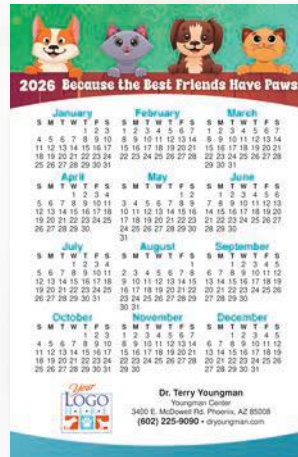 2026 Because the Best Friends Have Paws
January
S M T W T F S
1 2 3
4 5 6 7 8 9 10
11 12 13 14 15 16 17
18 19 20 21 22 23 24
25 26 27 28 29 30 31
February
S M T W T F S
1 2 3 4 5 6 7
8 9 10 11 12 13 14
15 16 17 18 19 20 21
22 23 24 25 26 27 28
March
S M T W T F S
1 2 3 4 5 6 7
8 9 10 11 12 13 14
15 16 17 18 19 20 21
22 23 24 25 26 27 28
29 30 31
April
S M T W T F S
1 2 3 4
5 6 7 8 9 10 11
12 13 14 15 16 17 18
19 20 21 22 23 24 25
26 27 28 29 30
May
S M T W T F S
1 2
3 4 5 6 7 8 9
10 11 12 13 14 15 16
17 18 19 20 21 22 23
24 25 26 27 28 29 30
31
June
S M T W T F S
1 2 3 4 5 6
7 8 9 10 11 12 13
14 15 16 17 18 19 20
21 22 23 24 25 26 27
28 29 30
July
S M T W T F S
1 2 3 4
5 6 7 8 9 10 11
12 13 14 15 16 17 18
19 20 21 22 23 24 25
26 27 28 29 30 31
August
S M T W T F S
1
2 3 4 5 6 7 8
9 10 11 12 13 14 15
16 17 18 19 20 21 22
23 24 25 26 27 28 29
30 31
September
S M T W T F S
1 2 3 4 5
6 7 8 9 10 11 12
13 14 15 16 17 18 19
20 21 22 23 24 25 26
27 28 29 30
October
S M T W T F S
1 2 3
4 5 6 7 8 9 10
11 12 13 14 15 16 17
18 19 20 21 22 23 24
25 26 27 28 29 30 31
November
S M T W T F S
1 2 3 4 5 6 7
8 9 10 11 12 13 14
15 16 17 18 19 20 21
22 23 24 25 26 27 28
29 30
December
S M T W T F S
1 2 3 4 5
6 7 8 9 10 11 12
13 14 15 16 17 18 19
20 21 22 23 24 25 26
27 28 29 30 31
Your
LOGO
Dr. Terry Youngman
Youngman Center
3400 E. McDowell Rd. Phoenix, AZ 85008
(602) 225-9090 • dryoungman.com